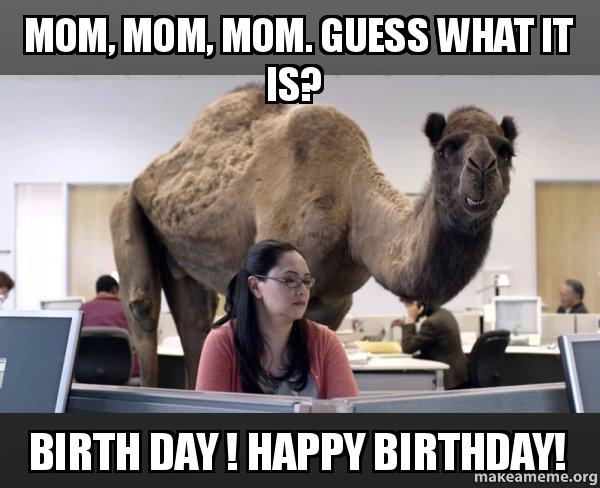 MOM, MOM, MOM. GUESS WHAT IT
IS?
BIRTH DAY ! HAPPY BIRTHDAY!
makeameme.org